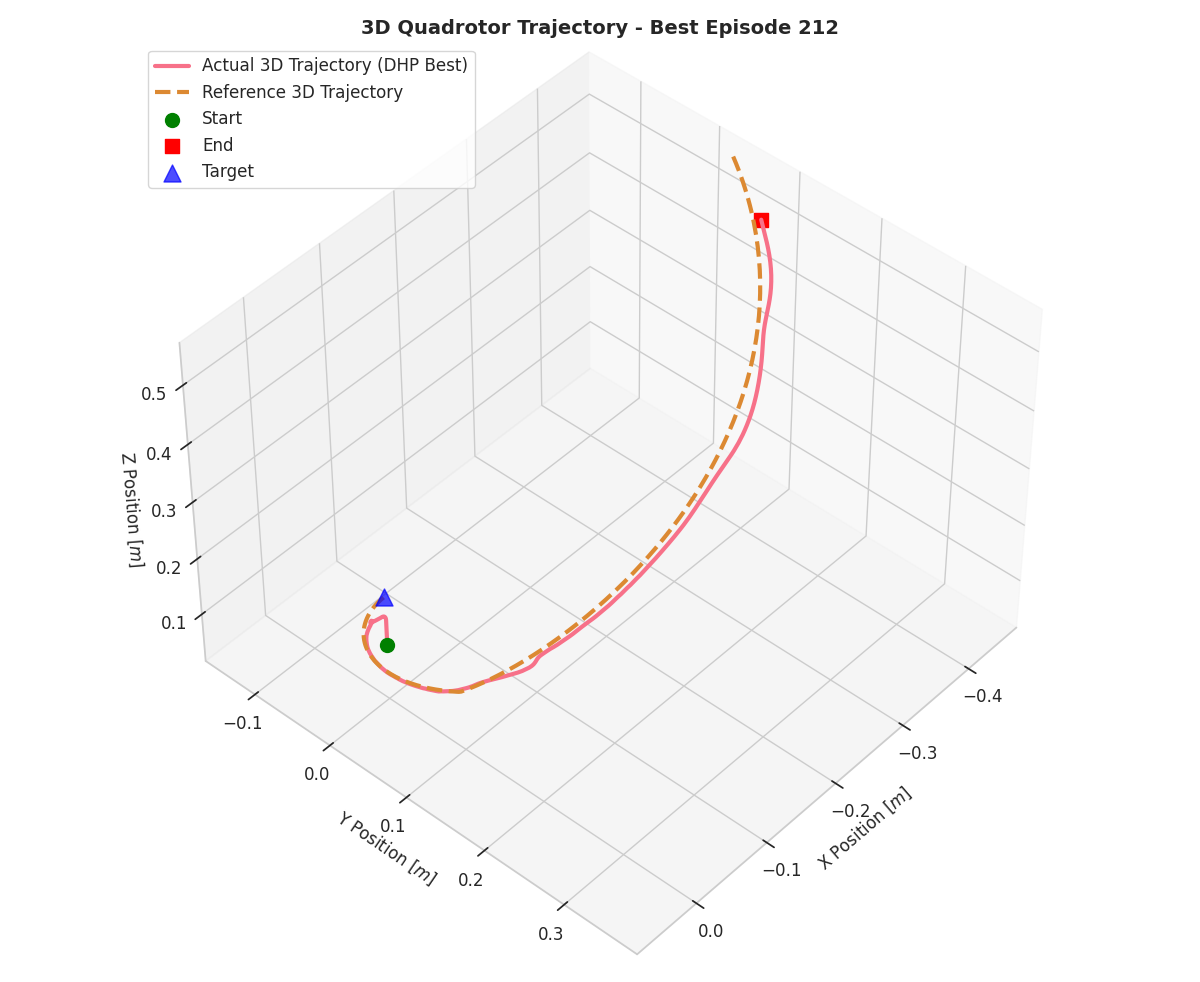 3D Quadrotor Trajectory - Best Episode 212
Actual 3D Trajectory (DHP Best)
Reference 3D Trajectory
Start
End
Target
Z Position [m]
0.5
0.4
0.3
0.2
0.1
Y Position [m]
−0.1
0.0
0.1
0.2
0.3
X Position [m]
−0.4
−0.3
−0.2
−0.1
0.0